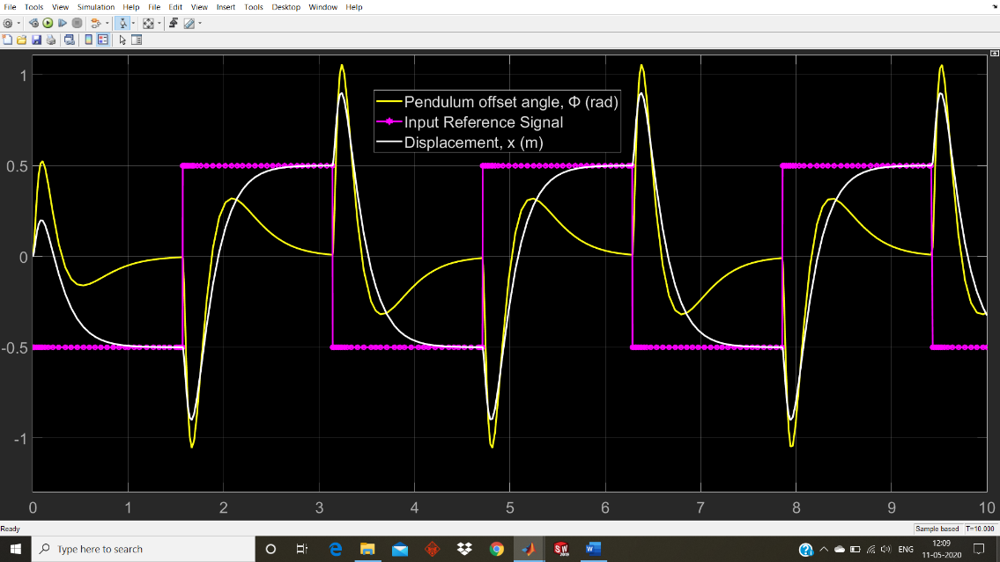 File Tools View Simulation Help File Edit View Insert Tools Desktop Window Help
1
0.5
0
-0.5
-1
Pendulum offset angle, Φ (rad)
Input Reference Signal
Displacement, x (m)
0 1 2 3 4 5 6 7 8 9 10
Ready
Sample based T=10.000
Type here to search
ENG
12:09
11-05-2020